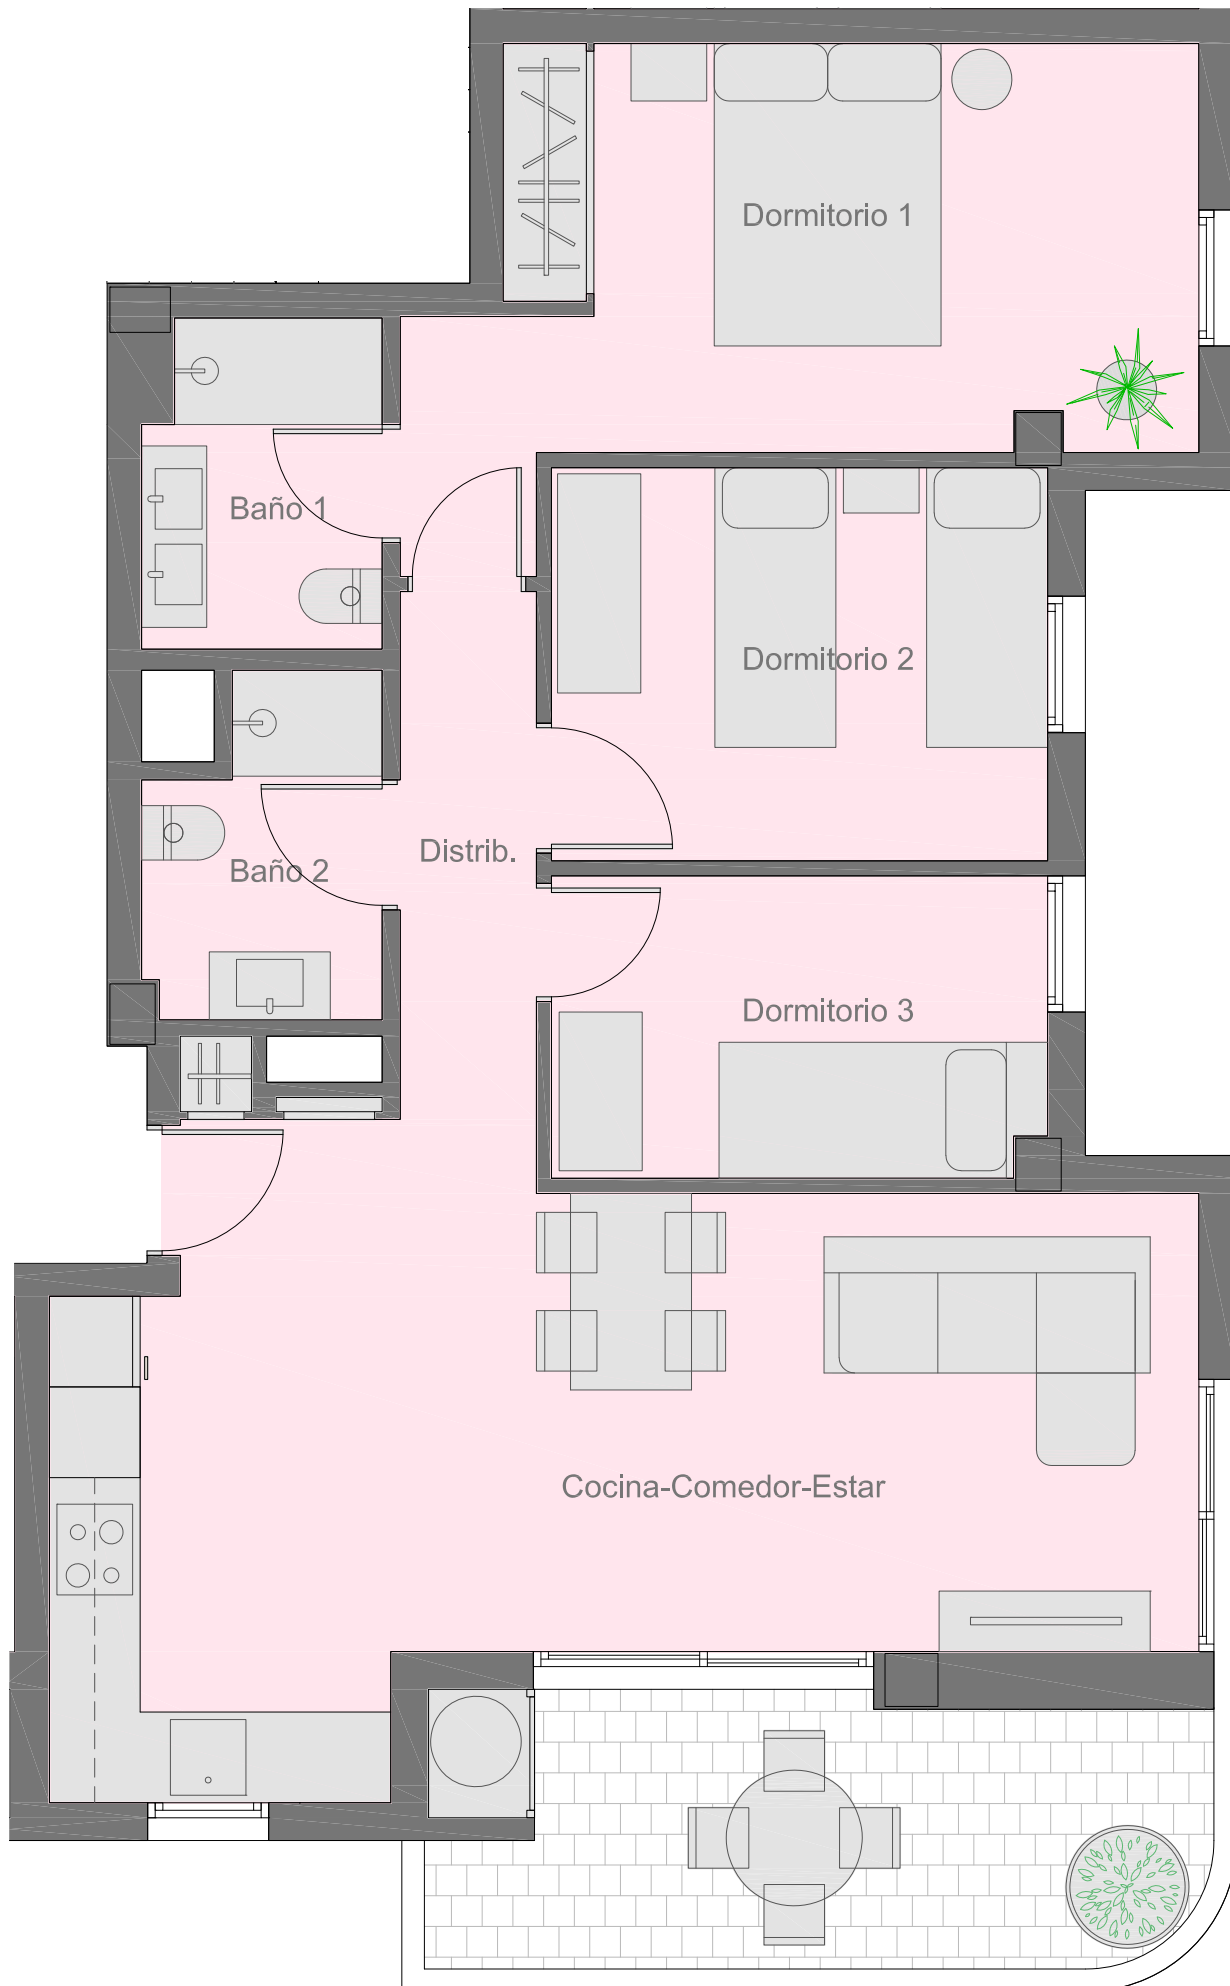 Dormitorio 1
Baño 1
Dormitorio 2
Distrib.
Baño 2
Dormitorio 3
Cocina-Comedor-Estar